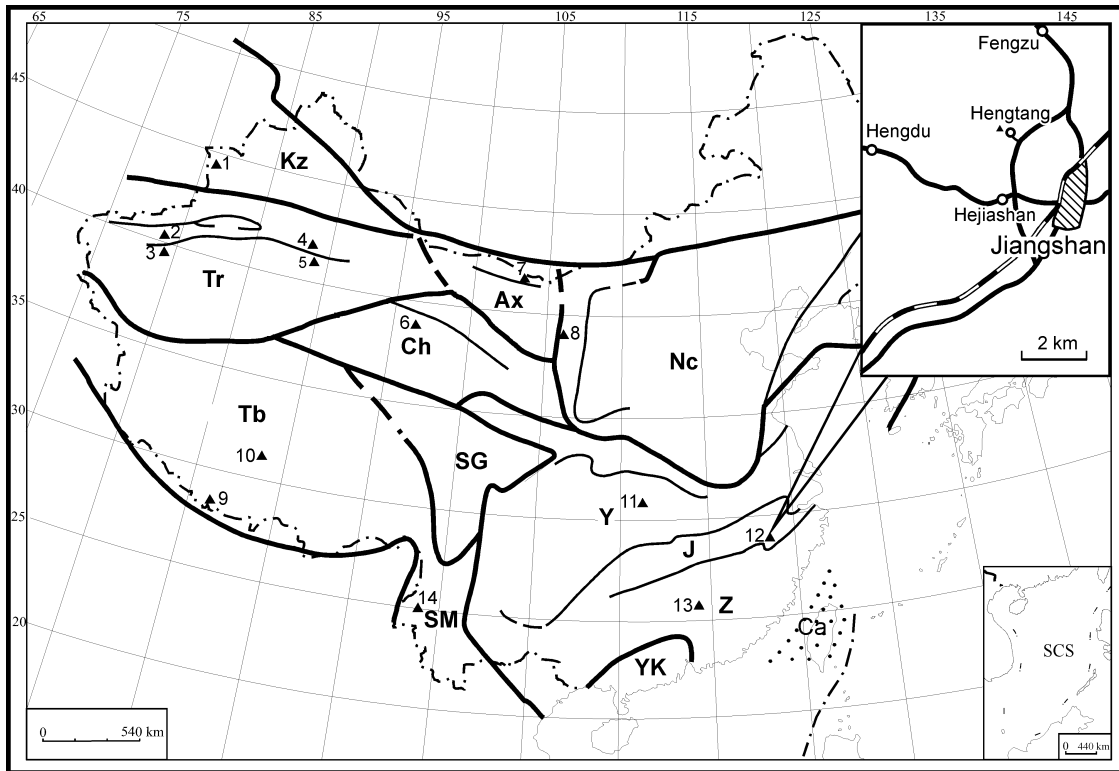 65 75 85 95 105 115 125 135 145
45
40
35
30
25
20
Fengzu
Hengtang
Hengdu
Hejiashan
Jiangshan
2 km
1
Kz
2
3
4
5
Tr
7
Ax
6
Ch
8
Nc
Tb
10
9
SG
11
Y
12
J
14
SM
13
Z
YK
Ca
SCS
0 540 km
0 440 km